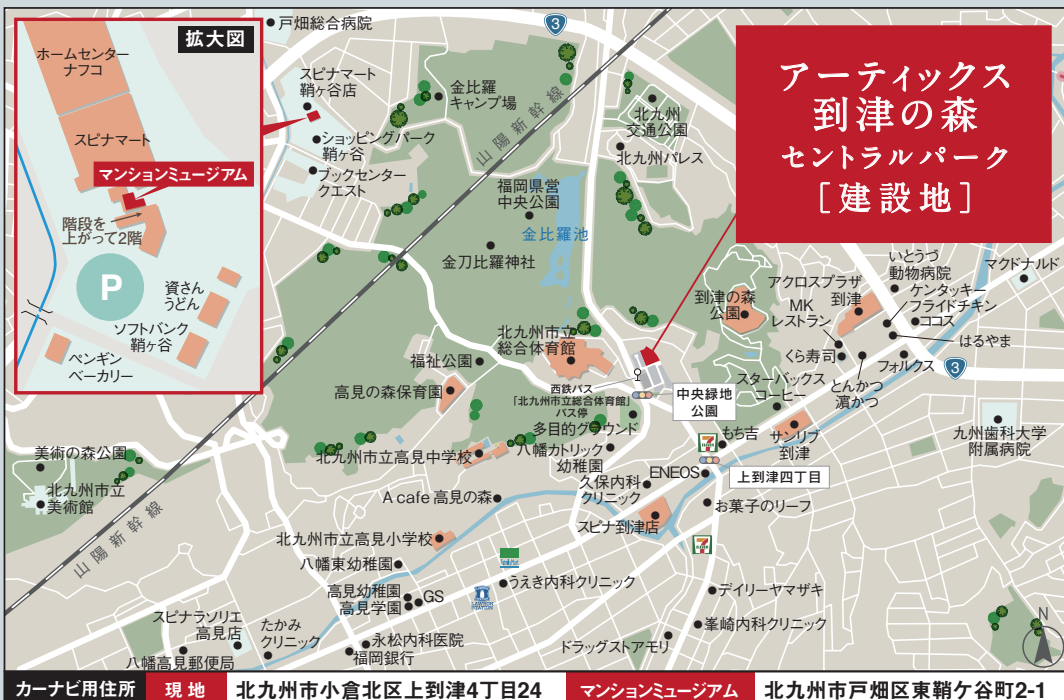 拡大図
ホームセンター
ナフコ
スピナマート
マンションミュージアム
階段を
上がって2階
P
資さん
うどん
ソフトバンク
鞘ヶ谷
ペンギン
ベーカリー
戸畑総合病院
3
スピナマート
鞘ヶ谷店
金比羅
キャンプ場
ショッピングパーク
鞘ヶ谷
ブックセンター
クエスト
山陽新幹線
北九州
交通公園
北九州パレス
福岡県営
中央公園
金比羅池
金刀比羅神社
アーティックス
到津の森
セントラルパーク
[建設地]
いとうづ
動物病院
マクドナルド
アクロスプラザ
到津
ケンタッキー
フライドチキン
MK
レストラン
ココス
はるやま
到津の森
公園
くら寿司
フォルクス
とんかつ
濵かつ
3
スターバックス
コーヒー
北九州市立
総合体育館
福祉公園
高見の森保育園
西鉄バス
「北九州市立総合体育館」
バス停
中央緑地
公園
多目的グラウンド
もち吉
サンリブ
到津
九州歯科大学
附属病院
美術の森公園
北九州市立
美術館
北九州市立高見中学校
八幡カトリック
幼稚園
ENEOS
上到津四丁目
久保内科
クリニック
A cafe 高見の森
お菓子のリーフ
スピナ到津店
山陽新幹線
北九州市立高見小学校
八幡東幼稚園
うえき内科クリニック
高見幼稚園
高見学園
GS
デイリーヤマザキ
スピナラソリエ
高見店
たかみ
クリニック
永松内科医院
福岡銀行
峯崎内科クリニック
ドラッグストアモリ
八幡高見郵便局
N
カーナビ用住所 現地 北九州市小倉北区上到津4丁目24 マンションミュージアム 北九州市戸畑区東鞘ケ谷町2-1